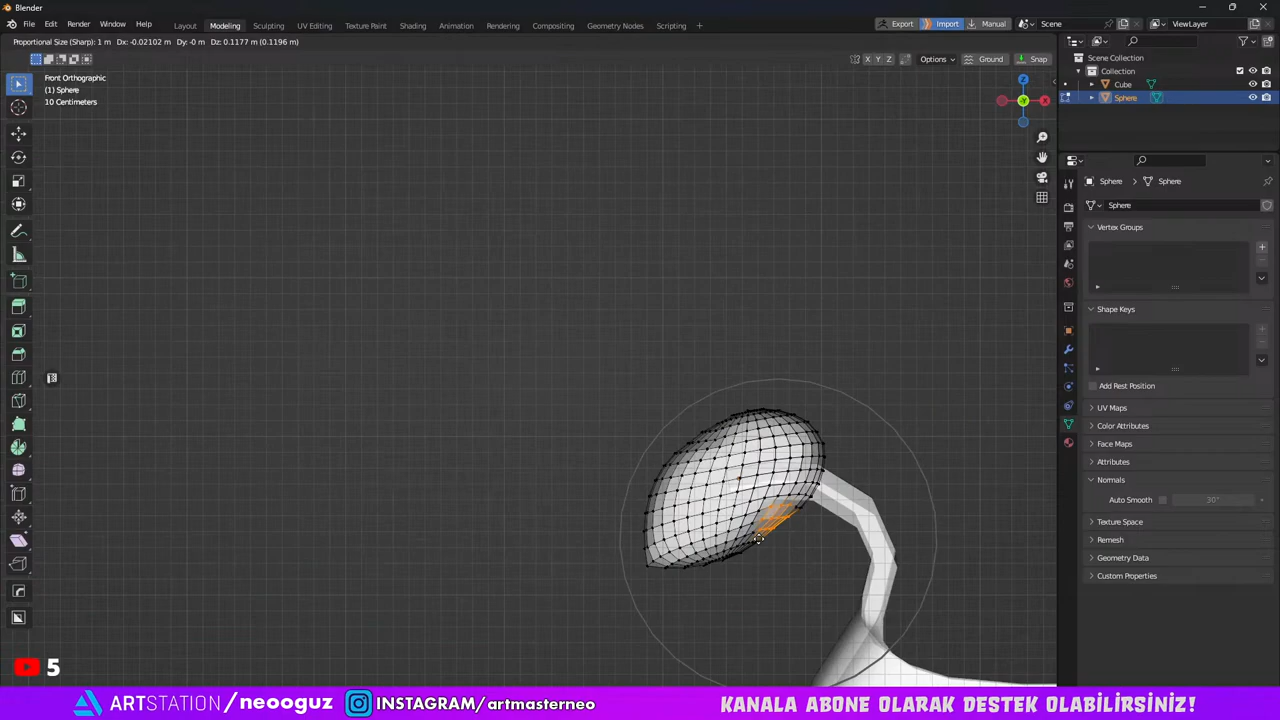 Blender
File Edit Render Window Help
Layout Modeling Sculpting UV Editing Texture Paint Shading Animation Rendering Compositing Geometry Nodes Scripting +
Export Import Manual
Scene
ViewLayer
Proportional Size (Sharp): 1 m Dx: -0.02102 m Dy: -0 m Dz: 0.1177 m (0.1196 m)
X Y Z Options Ground Snap
Front Orthographic
(1) Sphere
10 Centimeters
Z
Y
X
Scene Collection
Collection
Cube
Sphere
Sphere Sphere
Sphere
Vertex Groups
Shape Keys
Add Rest Position
UV Maps
Color Attributes
Face Maps
Attributes
Normals
Auto Smooth 30°
Texture Space
Remesh
Geometry Data
Custom Properties
5
ARTSTATION/neooguz INSTAGRAM/artmasterneo KANALA ABONE OLARAK DESTEK OLABİLİRSİNİZ!